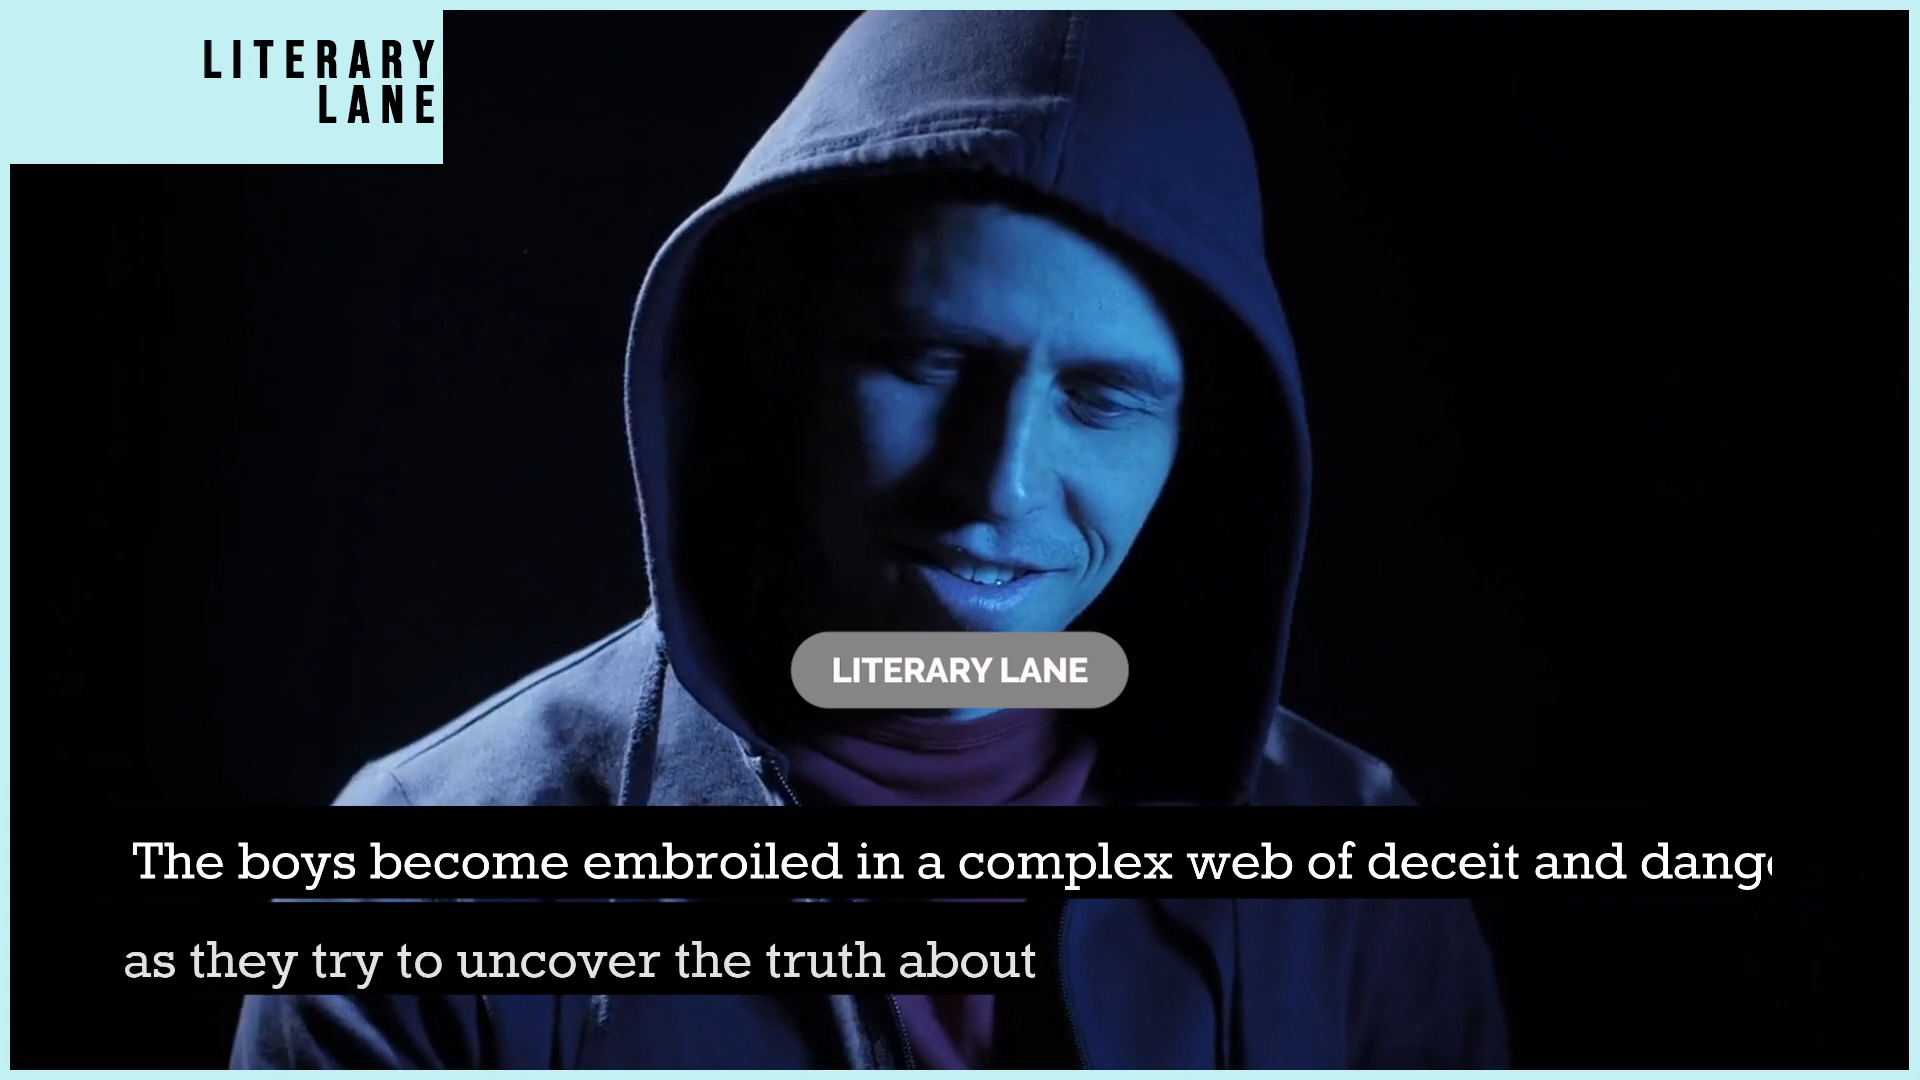 LITERARY
LANE
LITERARY LANE
The boys become embroiled in a complex web of deceit and dang
as they try to uncover the truth about